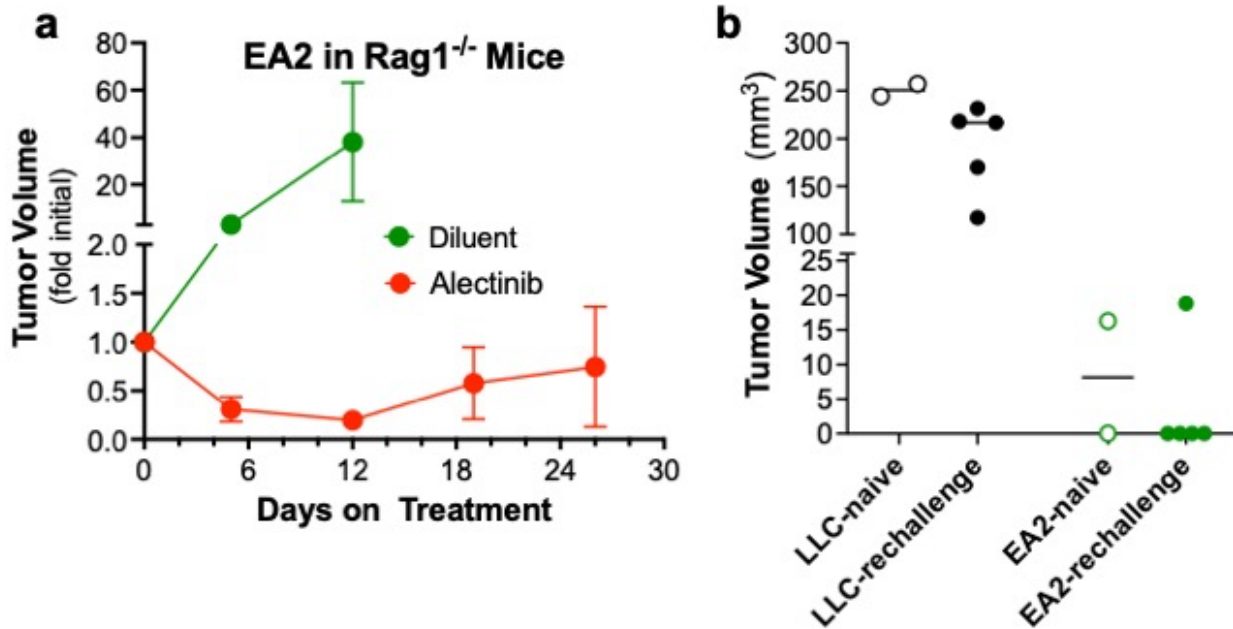 a
EA2 in Rag1-/- Mice
80
60
40
20
2.0
1.5
1.0
0.5
0.0
Tumor Volume
(fold initial)
Diluent
Alectinib
0 6 12 18 24 30
Days on Treatment
b
300
250
200
150
100
25
20
15
10
5
0
Tumor Volume (mm3)
LLC-naive
LLC-rechallenge
EA2-naive
EA2-rechallenge